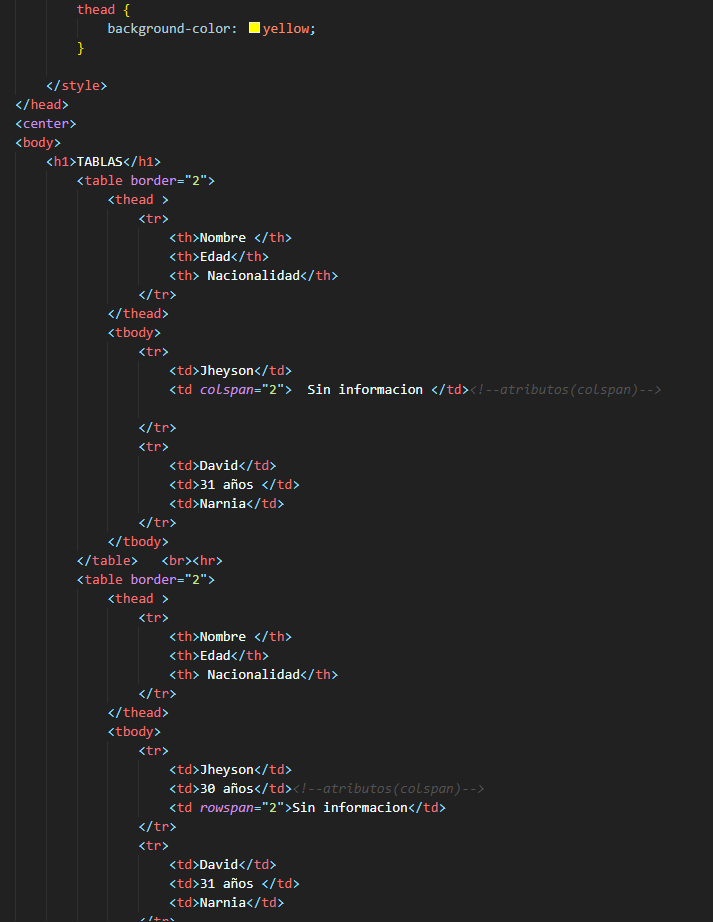 thead {
background-color: yellow;
}
</style>
</head>
<center>
<body>
<h1>TABLAS</h1>
<table border="2">
<thead >
<tr>
<th>Nombre </th>
<th>Edad</th>
<th> Nacionalidad</th>
</tr>
</thead>
<tbody>
<tr>
<td>Jheyson</td>
<td colspan="2">  Sin informacion </td><!--atributos(colspan)-->
</tr>
<tr>
<td>David</td>
<td>31 años </td>
<td>Narnia</td>
</tr>
</tbody>
</table>   <br><hr>
<table border="2">
<thead >
<tr>
<th>Nombre </th>
<th>Edad</th>
<th> Nacionalidad</th>
</tr>
</thead>
<tbody>
<tr>
<td>Jheyson</td>
<td>30 años</td><!--atributos(colspan)-->
<td rowspan="2">Sin informacion</td>
</tr>
<tr>
<td>David</td>
<td>31 años </td>
<td>Narnia</td>
</tr>